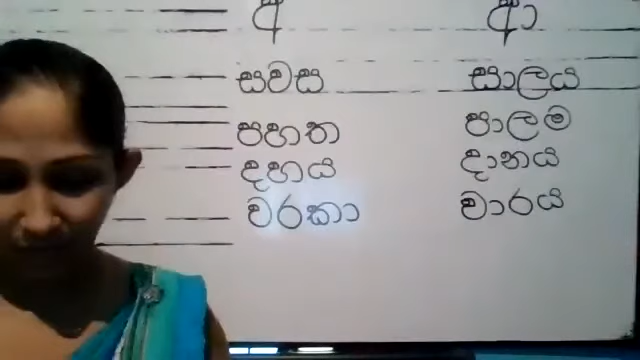 අ ආ
සවස සාලය
පහත පාලම
දහය දානය
වරකා වාරය